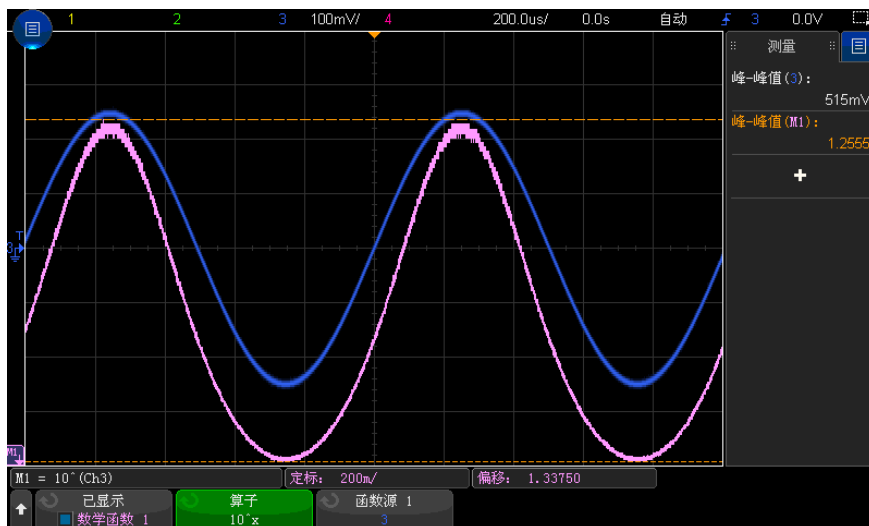 1 2 3 100mV/ 4 200.0us/ 0.0s 自动 3 0.0V
测量
峰-峰值(3):
515mV
峰-峰值(M1):
1.2555
+
T
3
M1
M1 = 10^(Ch3) 定标: 200m/ 偏移: 1.33750
已显示 算子 函数源 1
数学函数 1 10^x 3